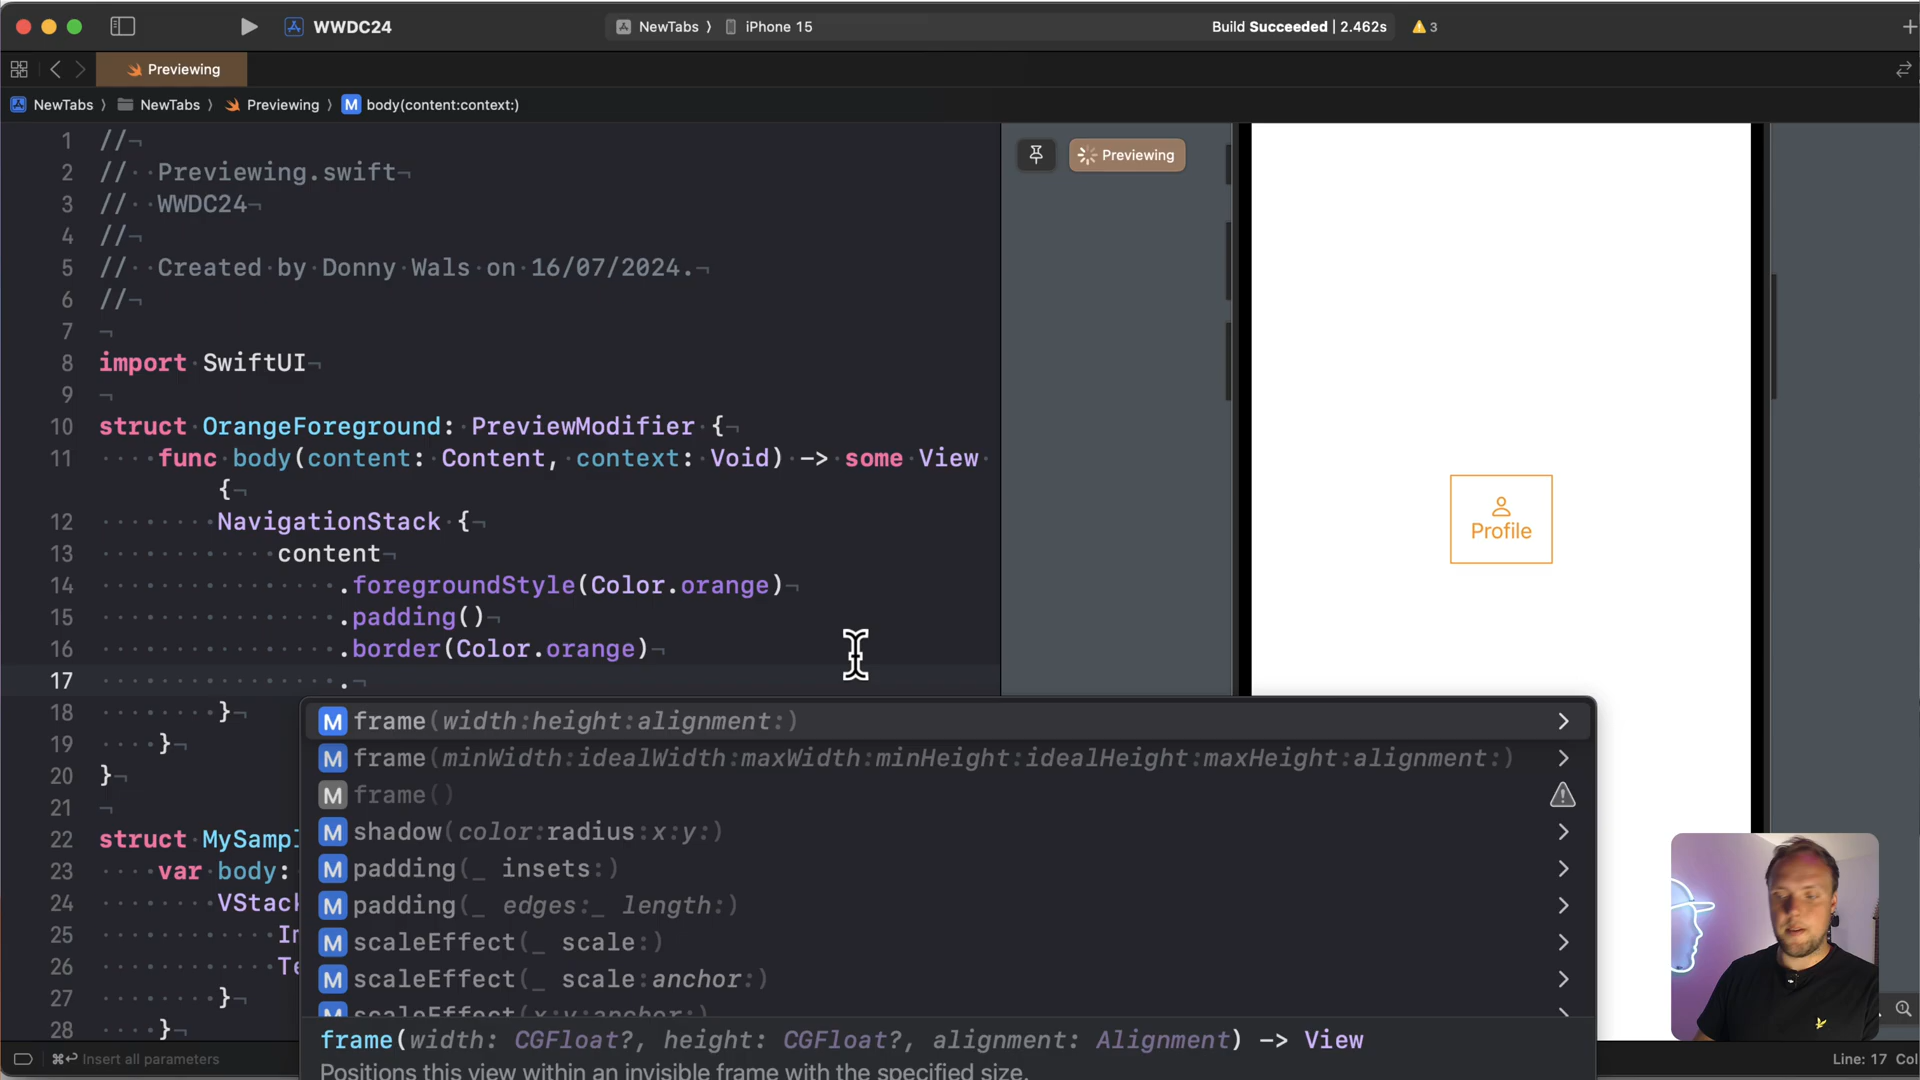 WWDC24
NewTabs 〉 iPhone 15
Build Succeeded | 2.462s
3
Previewing
NewTabs 〉 NewTabs 〉 Previewing 〉 M body(content:context:)
1 //
2 // Previewing.swift
3 // WWDC24
4 //
5 // Created by Donny Wals on 16/07/2024.
6 //
7
8 import SwiftUI
9
10 struct OrangeForeground: PreviewModifier {
11 func body(content: Content, context: Void) -> some View
{
12 NavigationStack {
13 content
14 .foregroundStyle(Color.orange)
15 .padding()
16 .border(Color.orange)
17 .
18 }
19 }
20 }
21
22 struct MySampl
23 var body:
24 VStack
25 Im
26 Te
27 }
28 }
M frame(width:height:alignment:)
M frame(minWidth:idealWidth:maxWidth:minHeight:idealHeight:maxHeight:alignment:)
M frame()
M shadow(color:radius:x:y:)
M padding(_ insets:)
M padding(_ edges:_ length:)
M scaleEffect(_ scale:)
M scaleEffect(_ scale:anchor:)
scaleEffect(x:y:anchor:)
frame(width: CGFloat?, height: CGFloat?, alignment: Alignment) -> View
Positions this view within an invisible frame with the specified size.
Previewing
Profile
⌘↩ Insert all parameters
Line: 17 Col